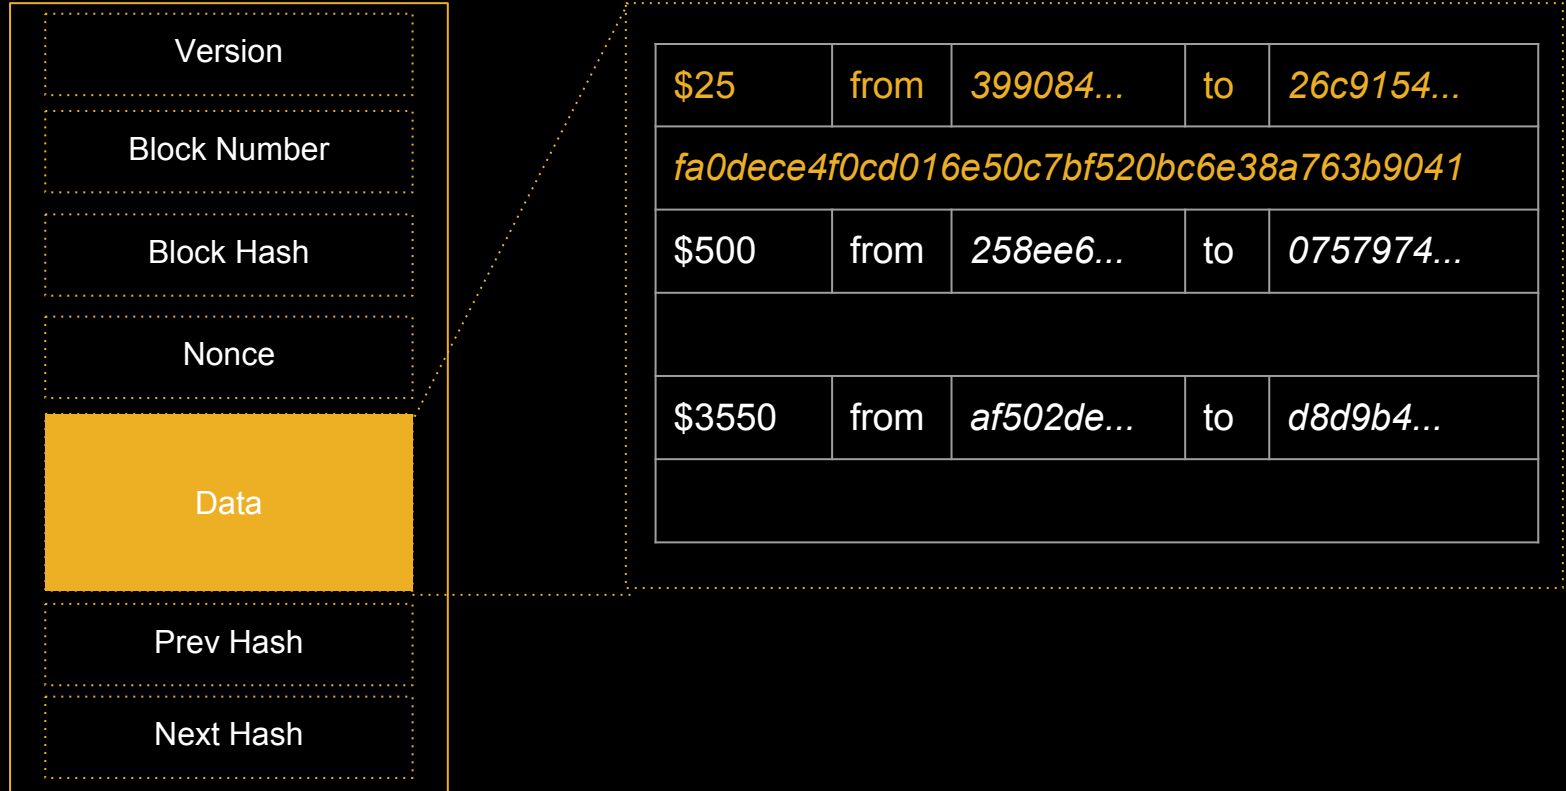 Version
Block Number
Block Hash
Nonce
Data
Prev Hash
Next Hash
$25 from 399084... to 26c9154...
fa0dece4f0cd016e50c7bf520bc6e38a763b9041
$500 from 258ee6... to 0757974...
$3550 from af502de... to d8d9b4...